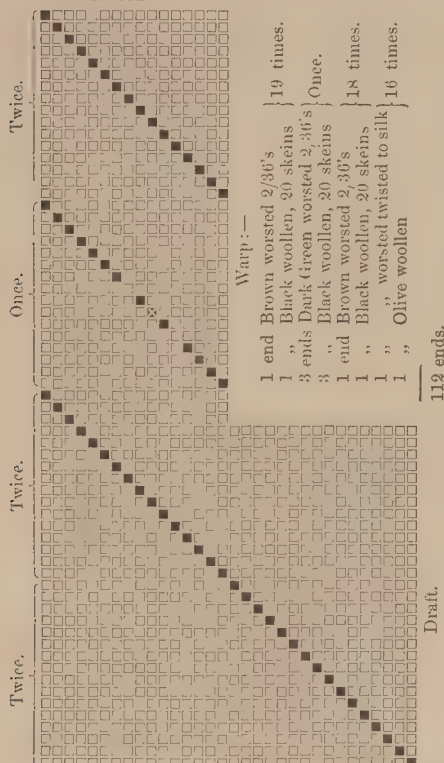 Twice. Twice. Once. Twice.
Warp:—
1 end Brown worsted 2/36's } 19 times.
1 ,, Black woollen, 20 skeins
3 ends Dark Green worsted 2/36's } Once.
3 ,, Black woollen, 20 skeins
1 end Brown worsted 2/36's } 18 times.
1 ,, Black woollen, 20 skeins
1 ,, ,, worsted twisted to silk } 16 times.
1 ,, Olive woollen
Draft.
112 ends.